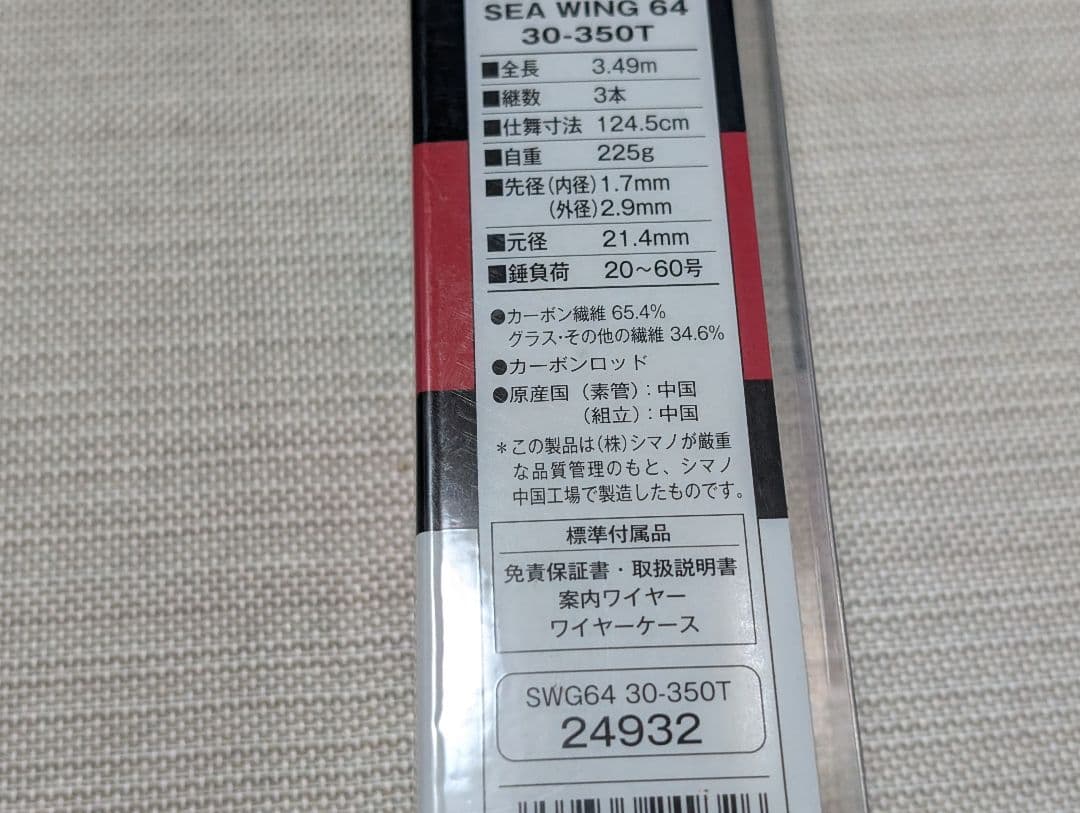 SEA WING 64
30-350T
■全長 3.49m
■継数 3本
■仕舞寸法 124.5cm
■自重 225g
■先径(内径)1.7mm
(外径)2.9mm
■元径 21.4mm
■錘負荷 20〜60号
●カーボン繊維 65.4%
グラス・その他の繊維 34.6%
●カーボンロッド
●原産国(素管):中国
(組立):中国
＊この製品は(株)シマノが厳重
な品質管理のもと、シマノ
中国工場で製造したものです。
標準付属品
免責保証書・取扱説明書
案内ワイヤー
ワイヤーケース
SWG64 30-350T
24932